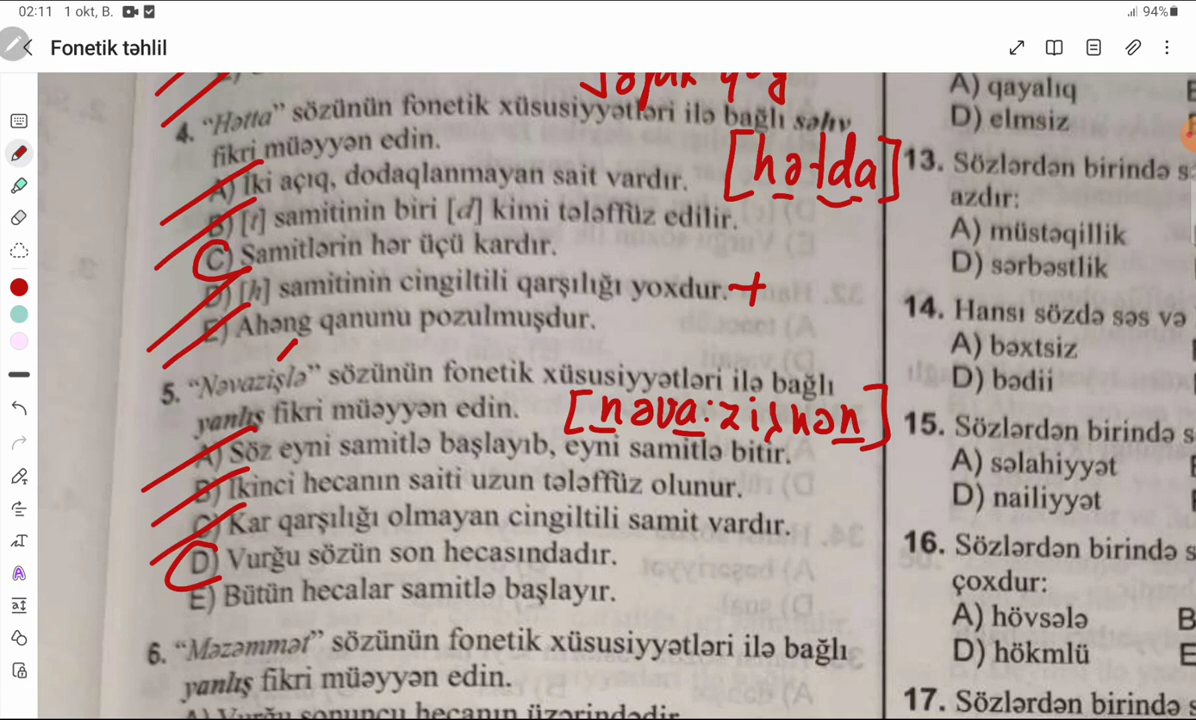 02:11 1 okt, B. 94%
Fonetik təhlil
4. “Hətta” sözünün fonetik xüsusiyyətləri ilə bağlı səhv
fikri müəyyən edin.
[hətda]
A) İki açıq, dodaqlanmayan sait vardır.
B) [t] samitinin biri [d] kimi tələffüz edilir.
C) Samitlərin hər üçü kardır.
D) [h] samitinin cingiltili qarşılığı yoxdur. +
E) Ahəng qanunu pozulmuşdur.
5. “Nəvazişlə” sözünün fonetik xüsusiyyətləri ilə bağlı
yanlış fikri müəyyən edin.
A) Söz eyni samitlə başlayıb, eyni samitlə bitir.
B) İkinci hecanın saiti uzun tələffüz olunur.
C) Kar qarşılığı olmayan cingiltili samit vardır.
D) Vurğu sözün son hecasındadır.
E) Bütün hecalar samitlə başlayır.
6. “Məzəmmət” sözünün fonetik xüsusiyyətləri ilə bağlı
yanlış fikri müəyyən edin.
A) Vurğu sonuncu hecanın üzərindədir
A) qayalıq
D) elmsiz
13. Sözlərdən birində
azdır:
A) müstəqillik
D) sərbəstlik
14. Hansı sözdə səs və
A) bəxtsiz
D) bədii
15. Sözlərdən birində s
A) səlahiyyət
D) nailiyyət
16. Sözlərdən birində s
çoxdur:
A) hövsələ B
D) hökmlü E
17. Sözlərdən birində s